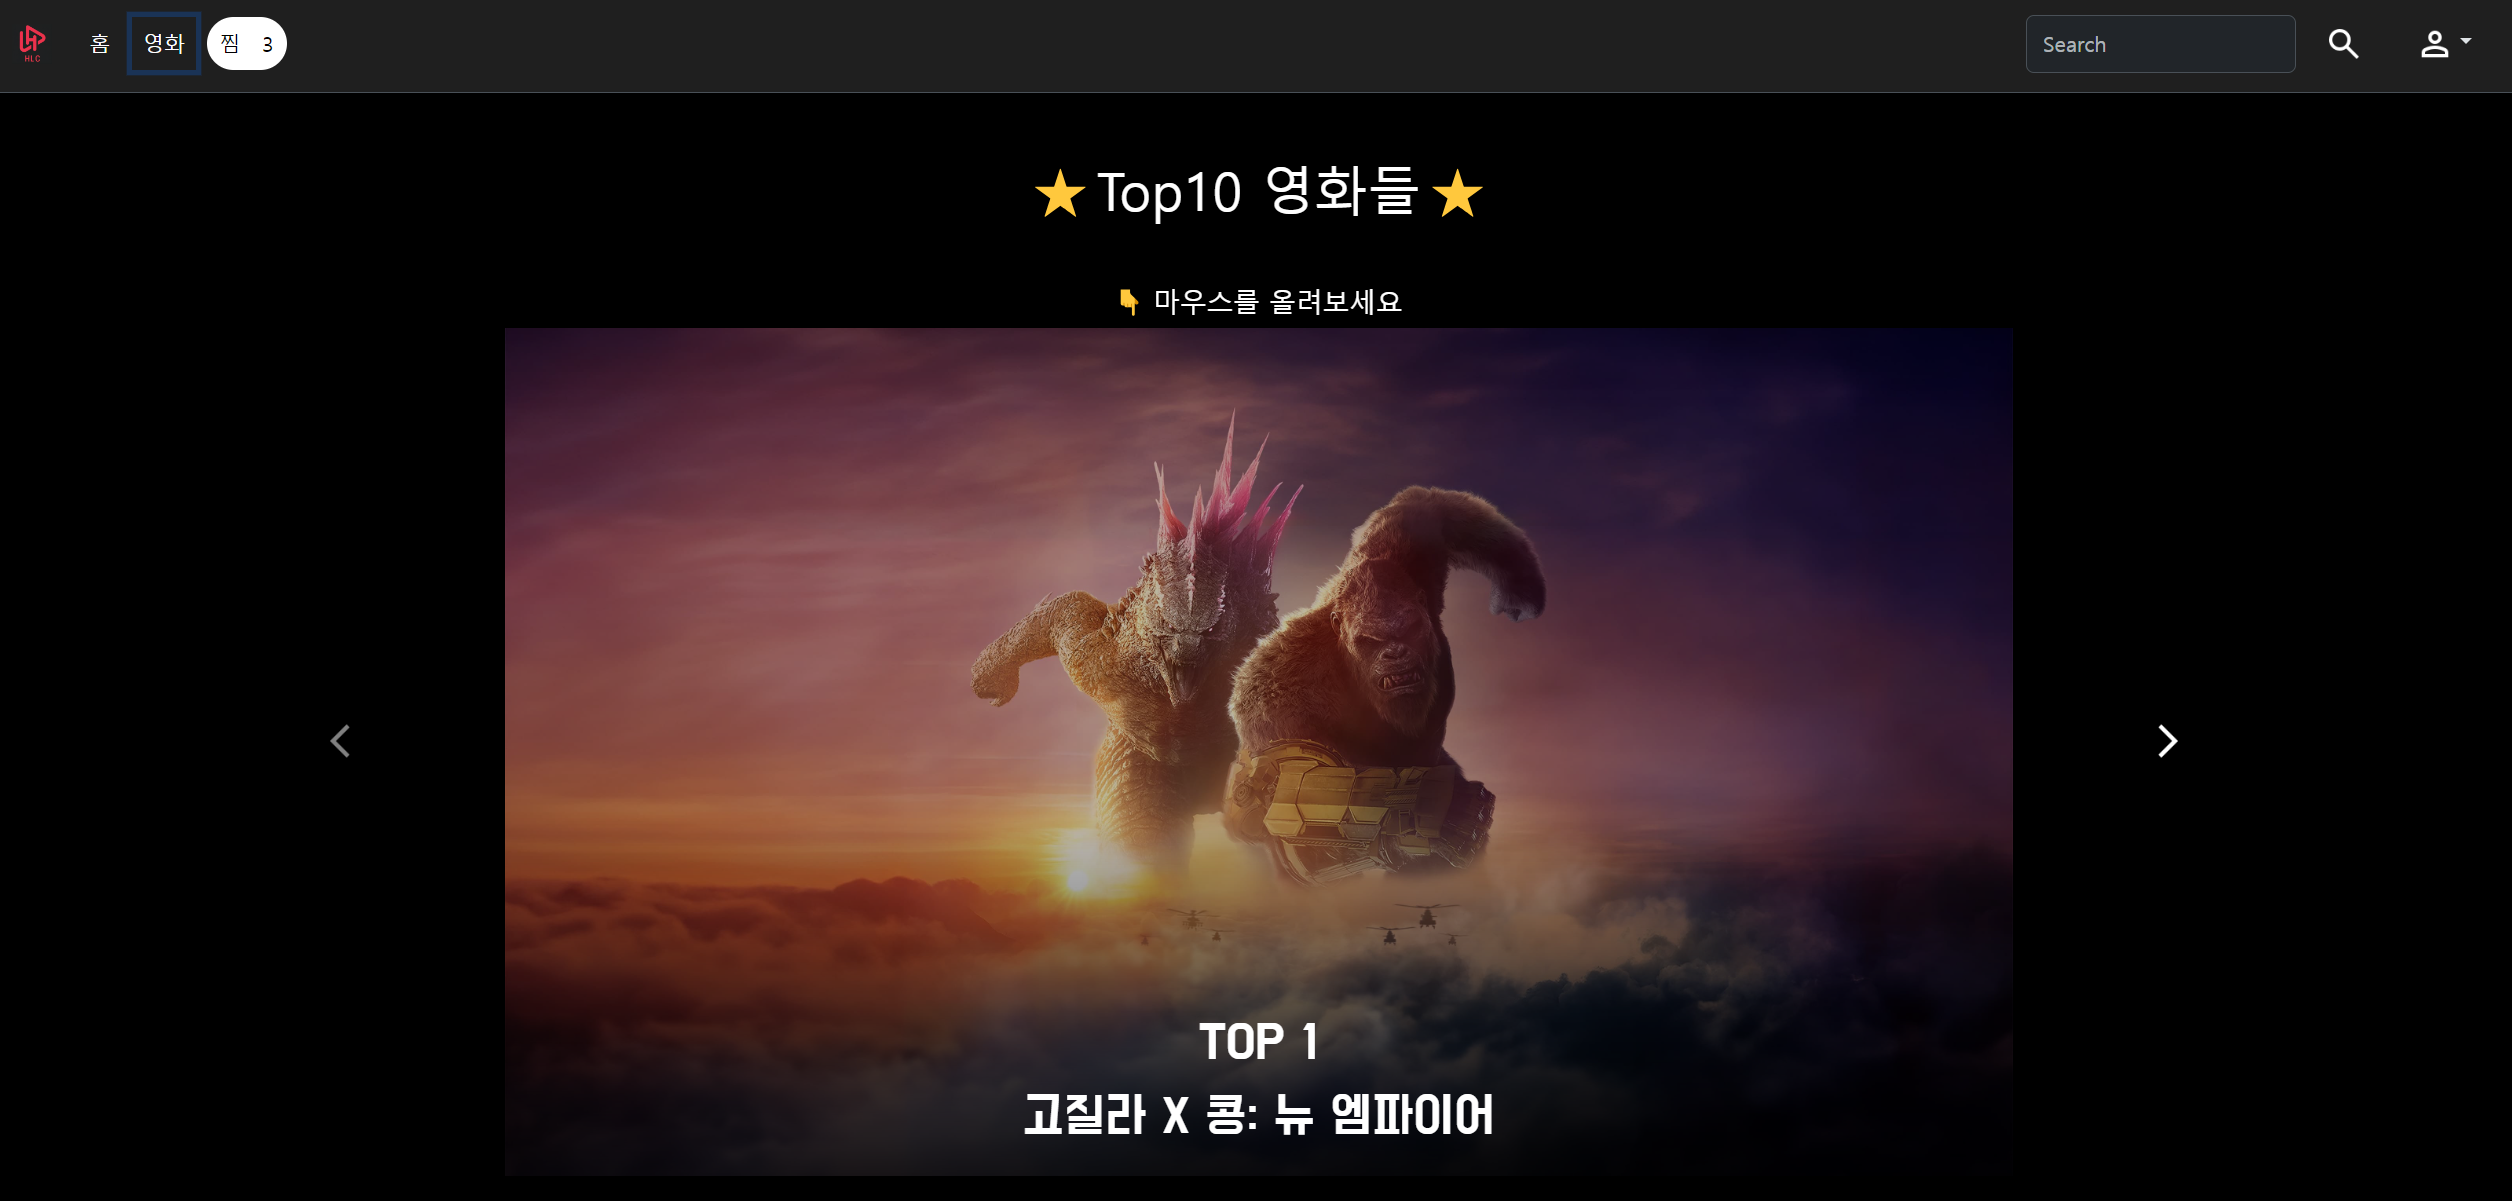 HLC
홈 영화 찜 3
Search
Top10 영화들
마우스를 올려보세요
TOP 1
고질라 X 콩: 뉴 엠파이어